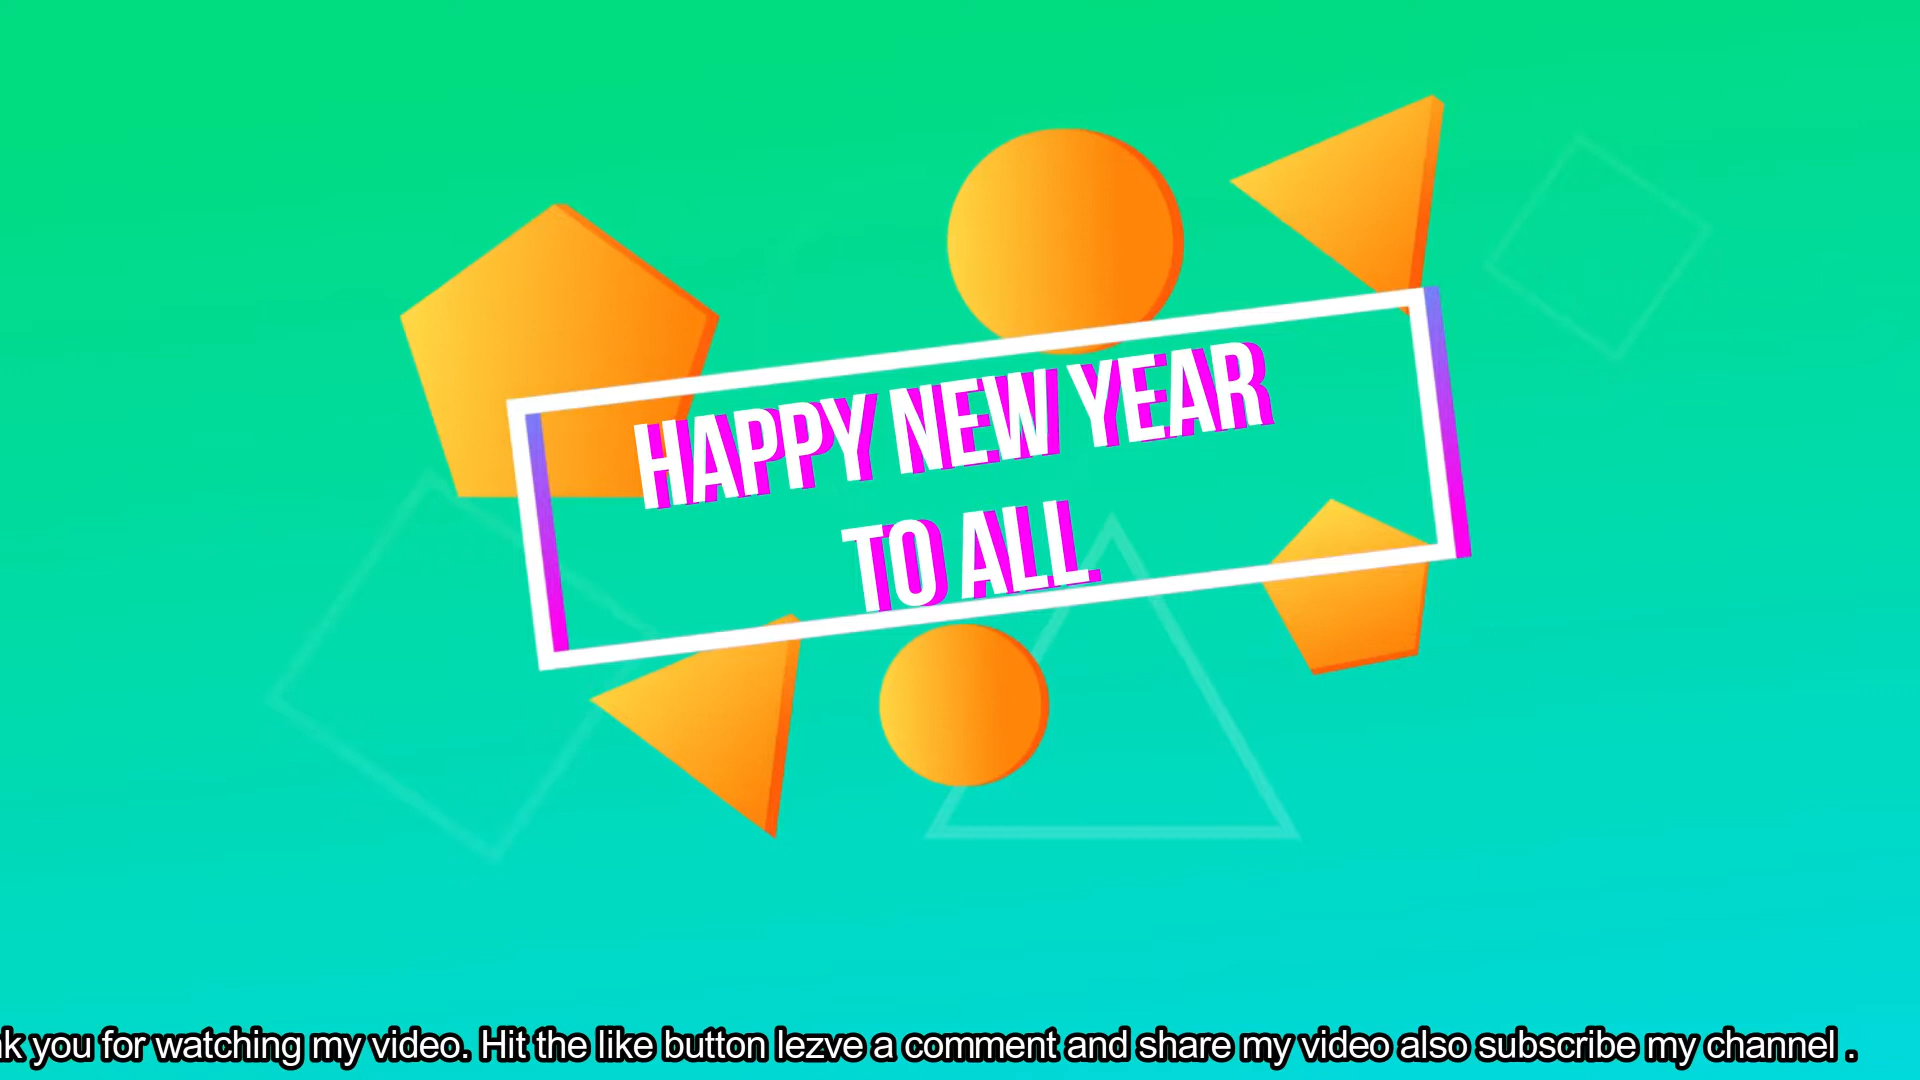 HAPPY NEW YEAR
TO ALL
nk you for watching my video. Hit the like button lezve a comment and share my video also subscribe my channel .